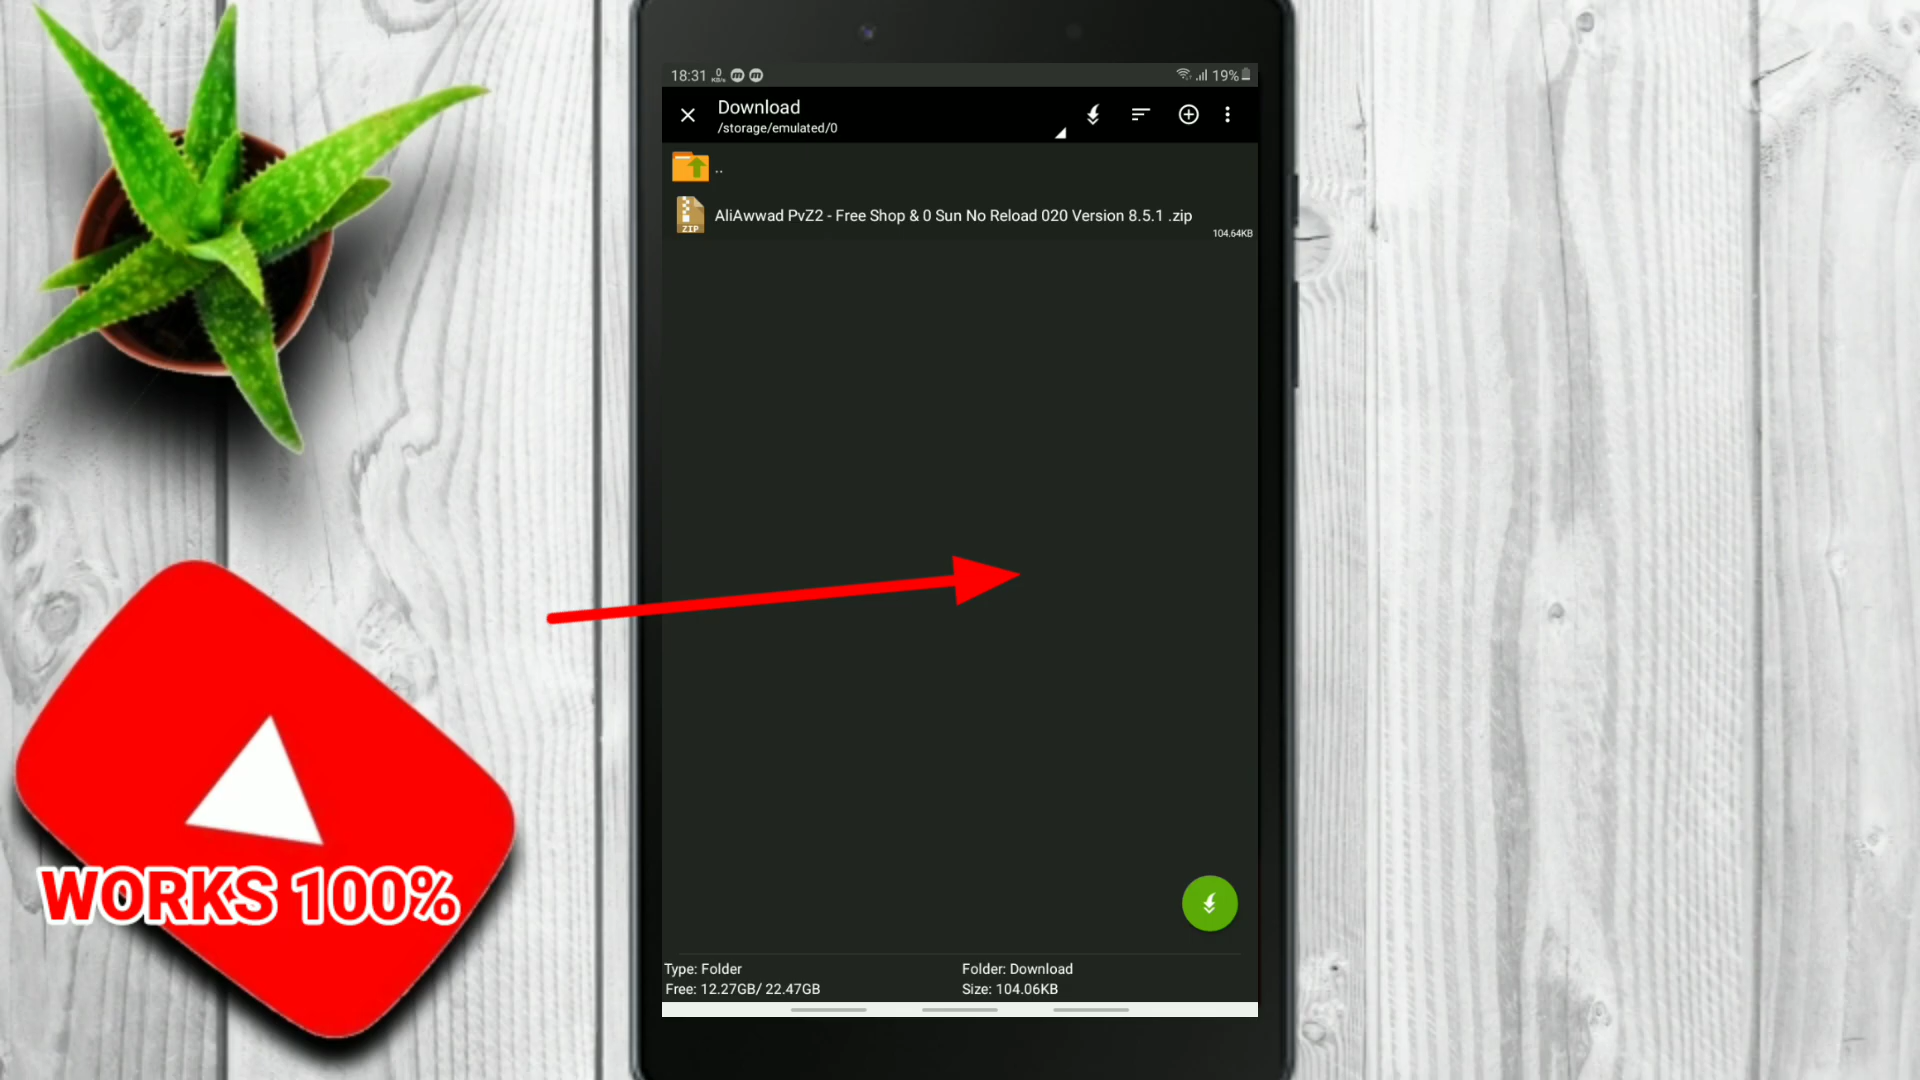 18:31 0 KB/s
19%
Download
/storage/emulated/0
..
ZIP
AliAwwad PvZ2 - Free Shop & 0 Sun No Reload 020 Version 8.5.1 .zip
104.64KB
WORKS 100%
Type: Folder
Folder: Download
Free: 12.27GB/ 22.47GB
Size: 104.06KB